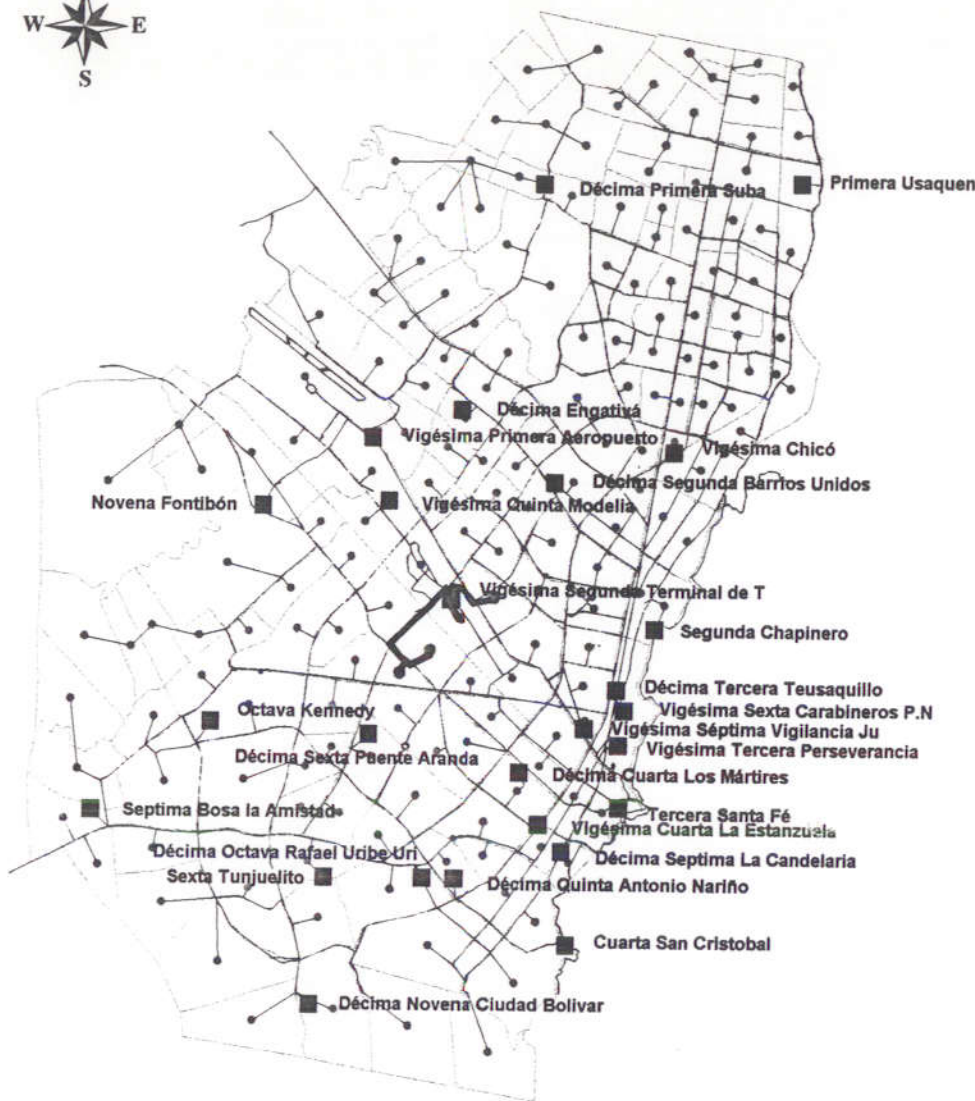 W E
S
Décima Primera Suba
Primera Usaquen
Décima Engativá
Vigésima Primera Aeropuerto
Vigésima Chicó
Décima Segunda Barrios Unidos
Novena Fontibón
Vigésima Quinta Modelia
Vigésima Segunda Terminal de T
Segunda Chapinero
Décima Tercera Teusaquillo
Octava Kennedy
Vigésima Sexta Carabineros P.N
Vigésima Séptima Vigilancia Ju
Vigésima Tercera Perseverancia
Décima Sexta Puente Aranda
Décima Cuarta Los Mártires
Septima Bosa la Amistad
Tercera Santa Fé
Vigésima Cuarta La Estanzuela
Décima Octava Rafael Uribe Uri
Décima Septima La Candelaria
Sexta Tunjuelito
Décima Quinta Antonio Nariño
Cuarta San Cristobal
Décima Novena Ciudad Bolivar